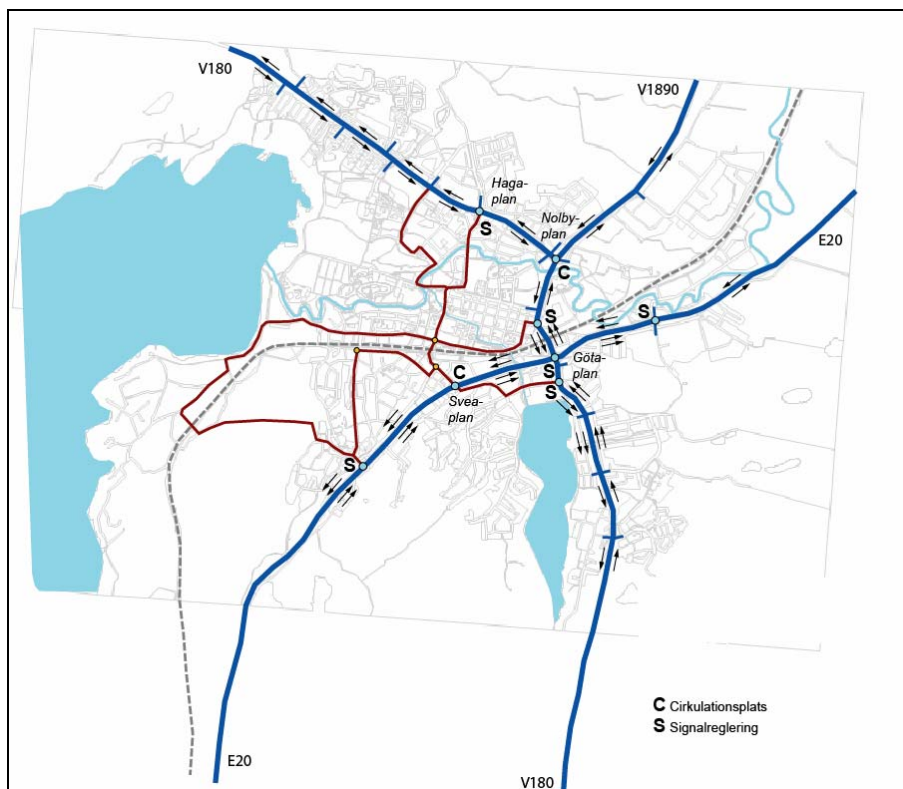 V180
V1890
Haga-
plan
S
Nolby-
plan
E20
C
S
S
Göta-
plan
S
S
C
Svea-
plan
S
C Cirkulationsplats
S Signalreglering
E20
V180